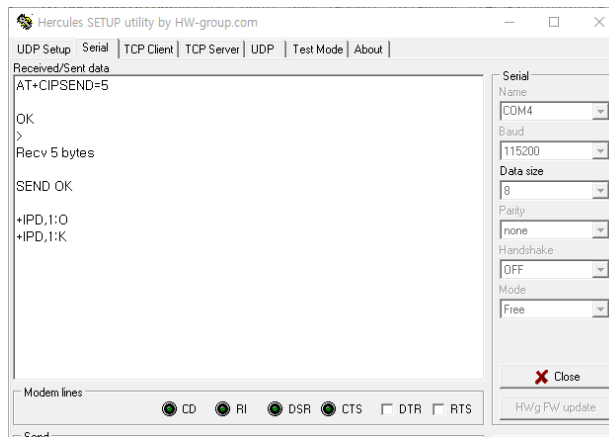 Hercules SETUP utility by HW-group.com
UDP Setup Serial TCP Client TCP Server UDP Test Mode About
Received/Sent data
AT+CIPSEND=5
OK
>
Recv 5 bytes
SEND OK
+IPD,1:O
+IPD,1:K
Serial
Name
COM4
Baud
115200
Data size
8
Parity
none
Handshake
OFF
Mode
Free
Close
HWg FW update
Modem lines
CD RI DSR CTS DTR RTS
Send